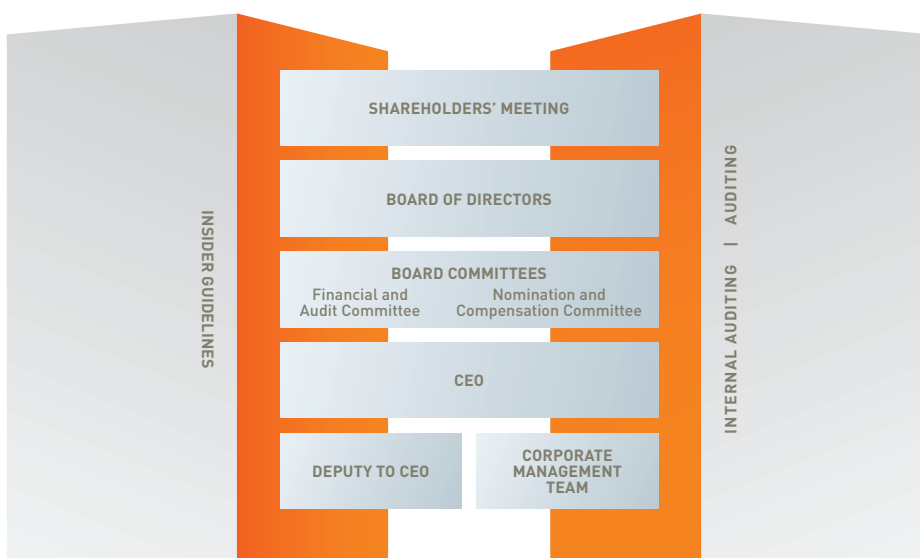 SHAREHOLDERS’ MEETING
BOARD OF DIRECTORS
BOARD COMMITTEES
Financial and
Audit Committee
Nomination and
Compensation Committee
CEO
DEPUTY TO CEO
CORPORATE
MANAGEMENT
TEAM
INSIDER GUIDELINES
INTERNAL AUDITING | AUDITING